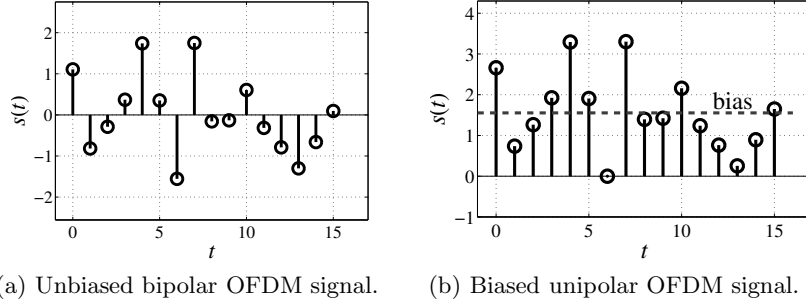 2
1
0
−1
−2
s(t)
0
5
10
15
t
4
3
2
1
0
−1
s(t)
bias
0
5
10
15
t
(a) Unbiased bipolar OFDM signal.
(b) Biased unipolar OFDM signal.